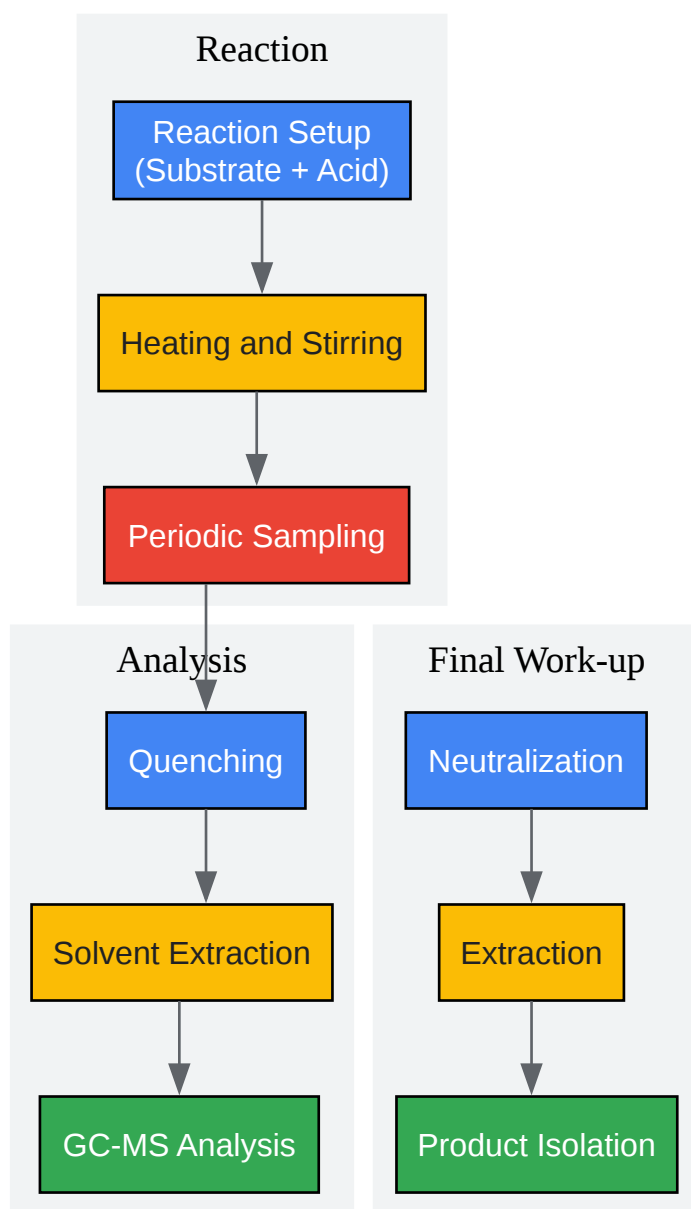 Reaction
Reaction Setup
(Substrate + Acid)
Heating and Stirring
Periodic Sampling
Analysis
Quenching
Solvent Extraction
GC-MS Analysis
Final Work-up
Neutralization
Extraction
Product Isolation